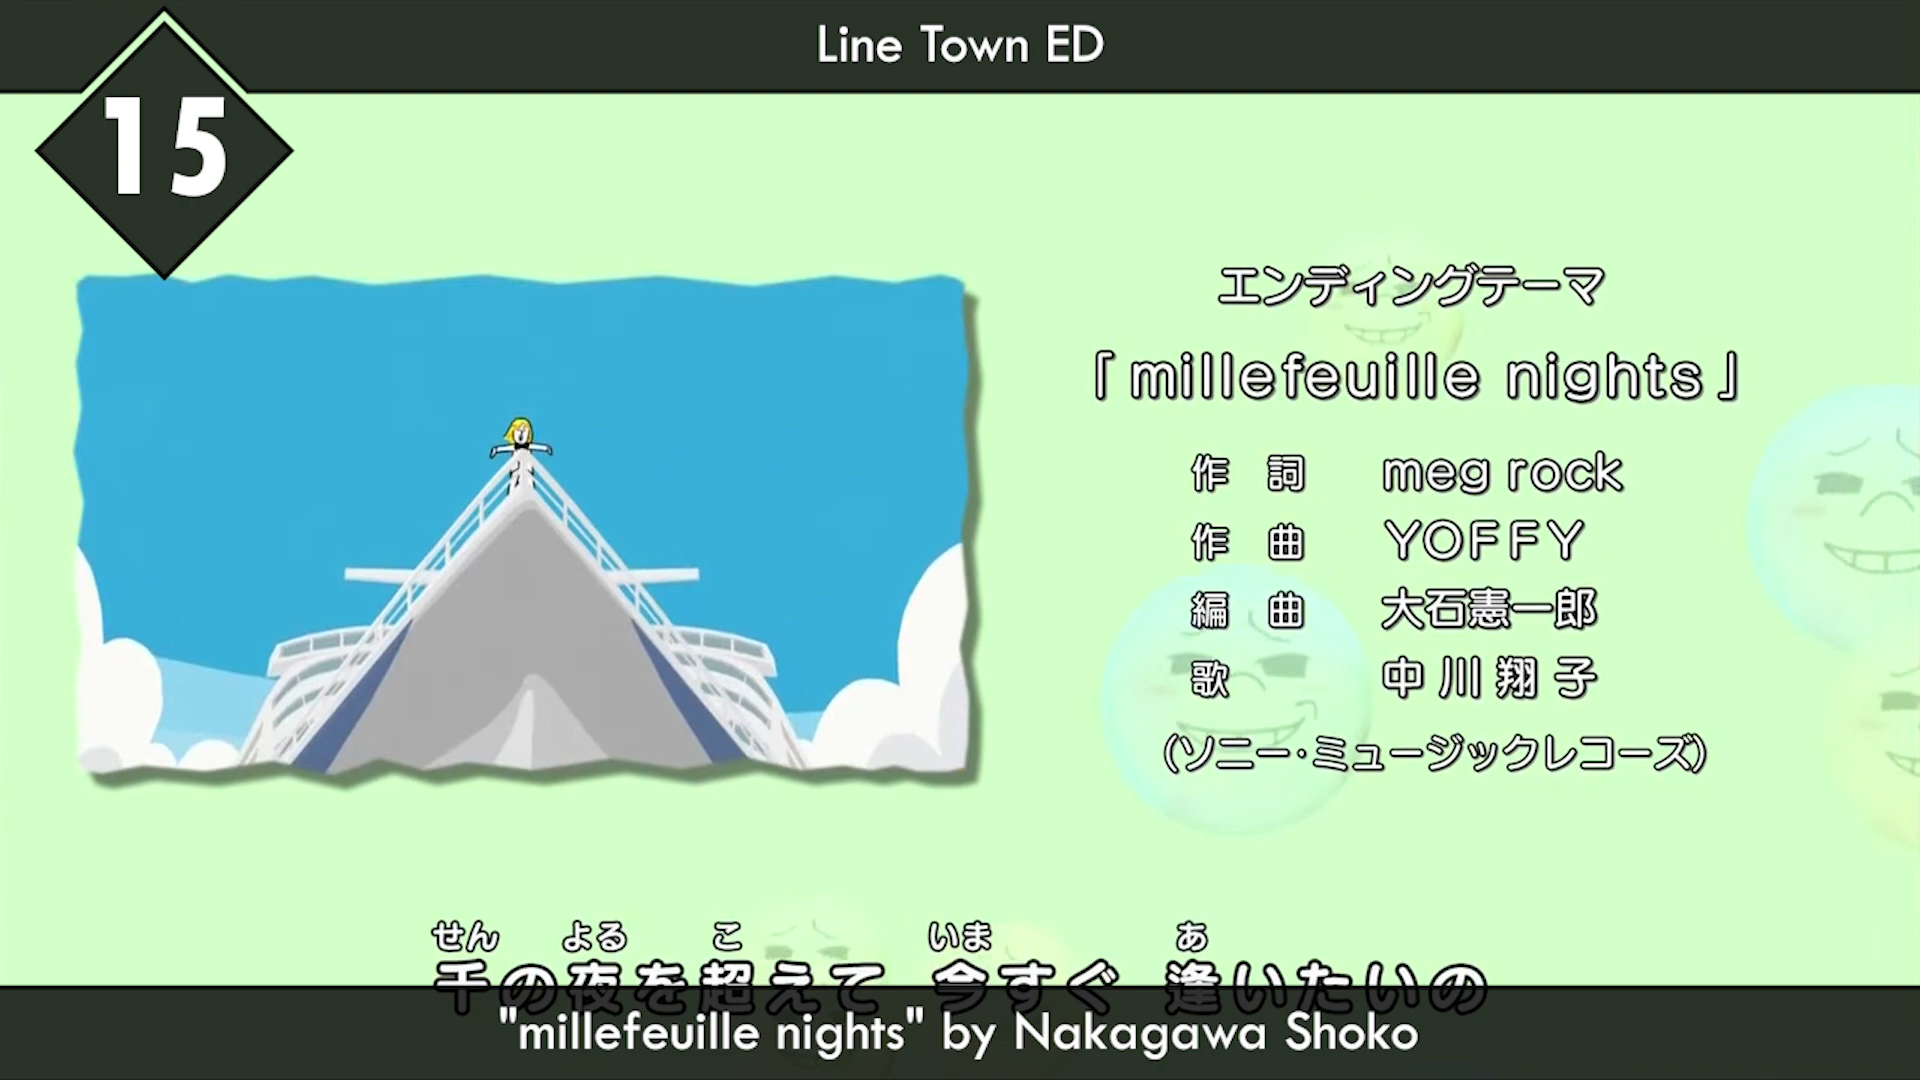 Line Town ED
15
エンディングテーマ
「millefeuille nights」
作詞 meg rock
作曲 YOFFY
編曲 大石憲一郎
歌 中川翔子
(ソニー・ミュージックレコーズ)
せん よる こ いま あ
千の夜を超えて 今すぐ 逢いたいの
"millefeuille nights" by Nakagawa Shoko